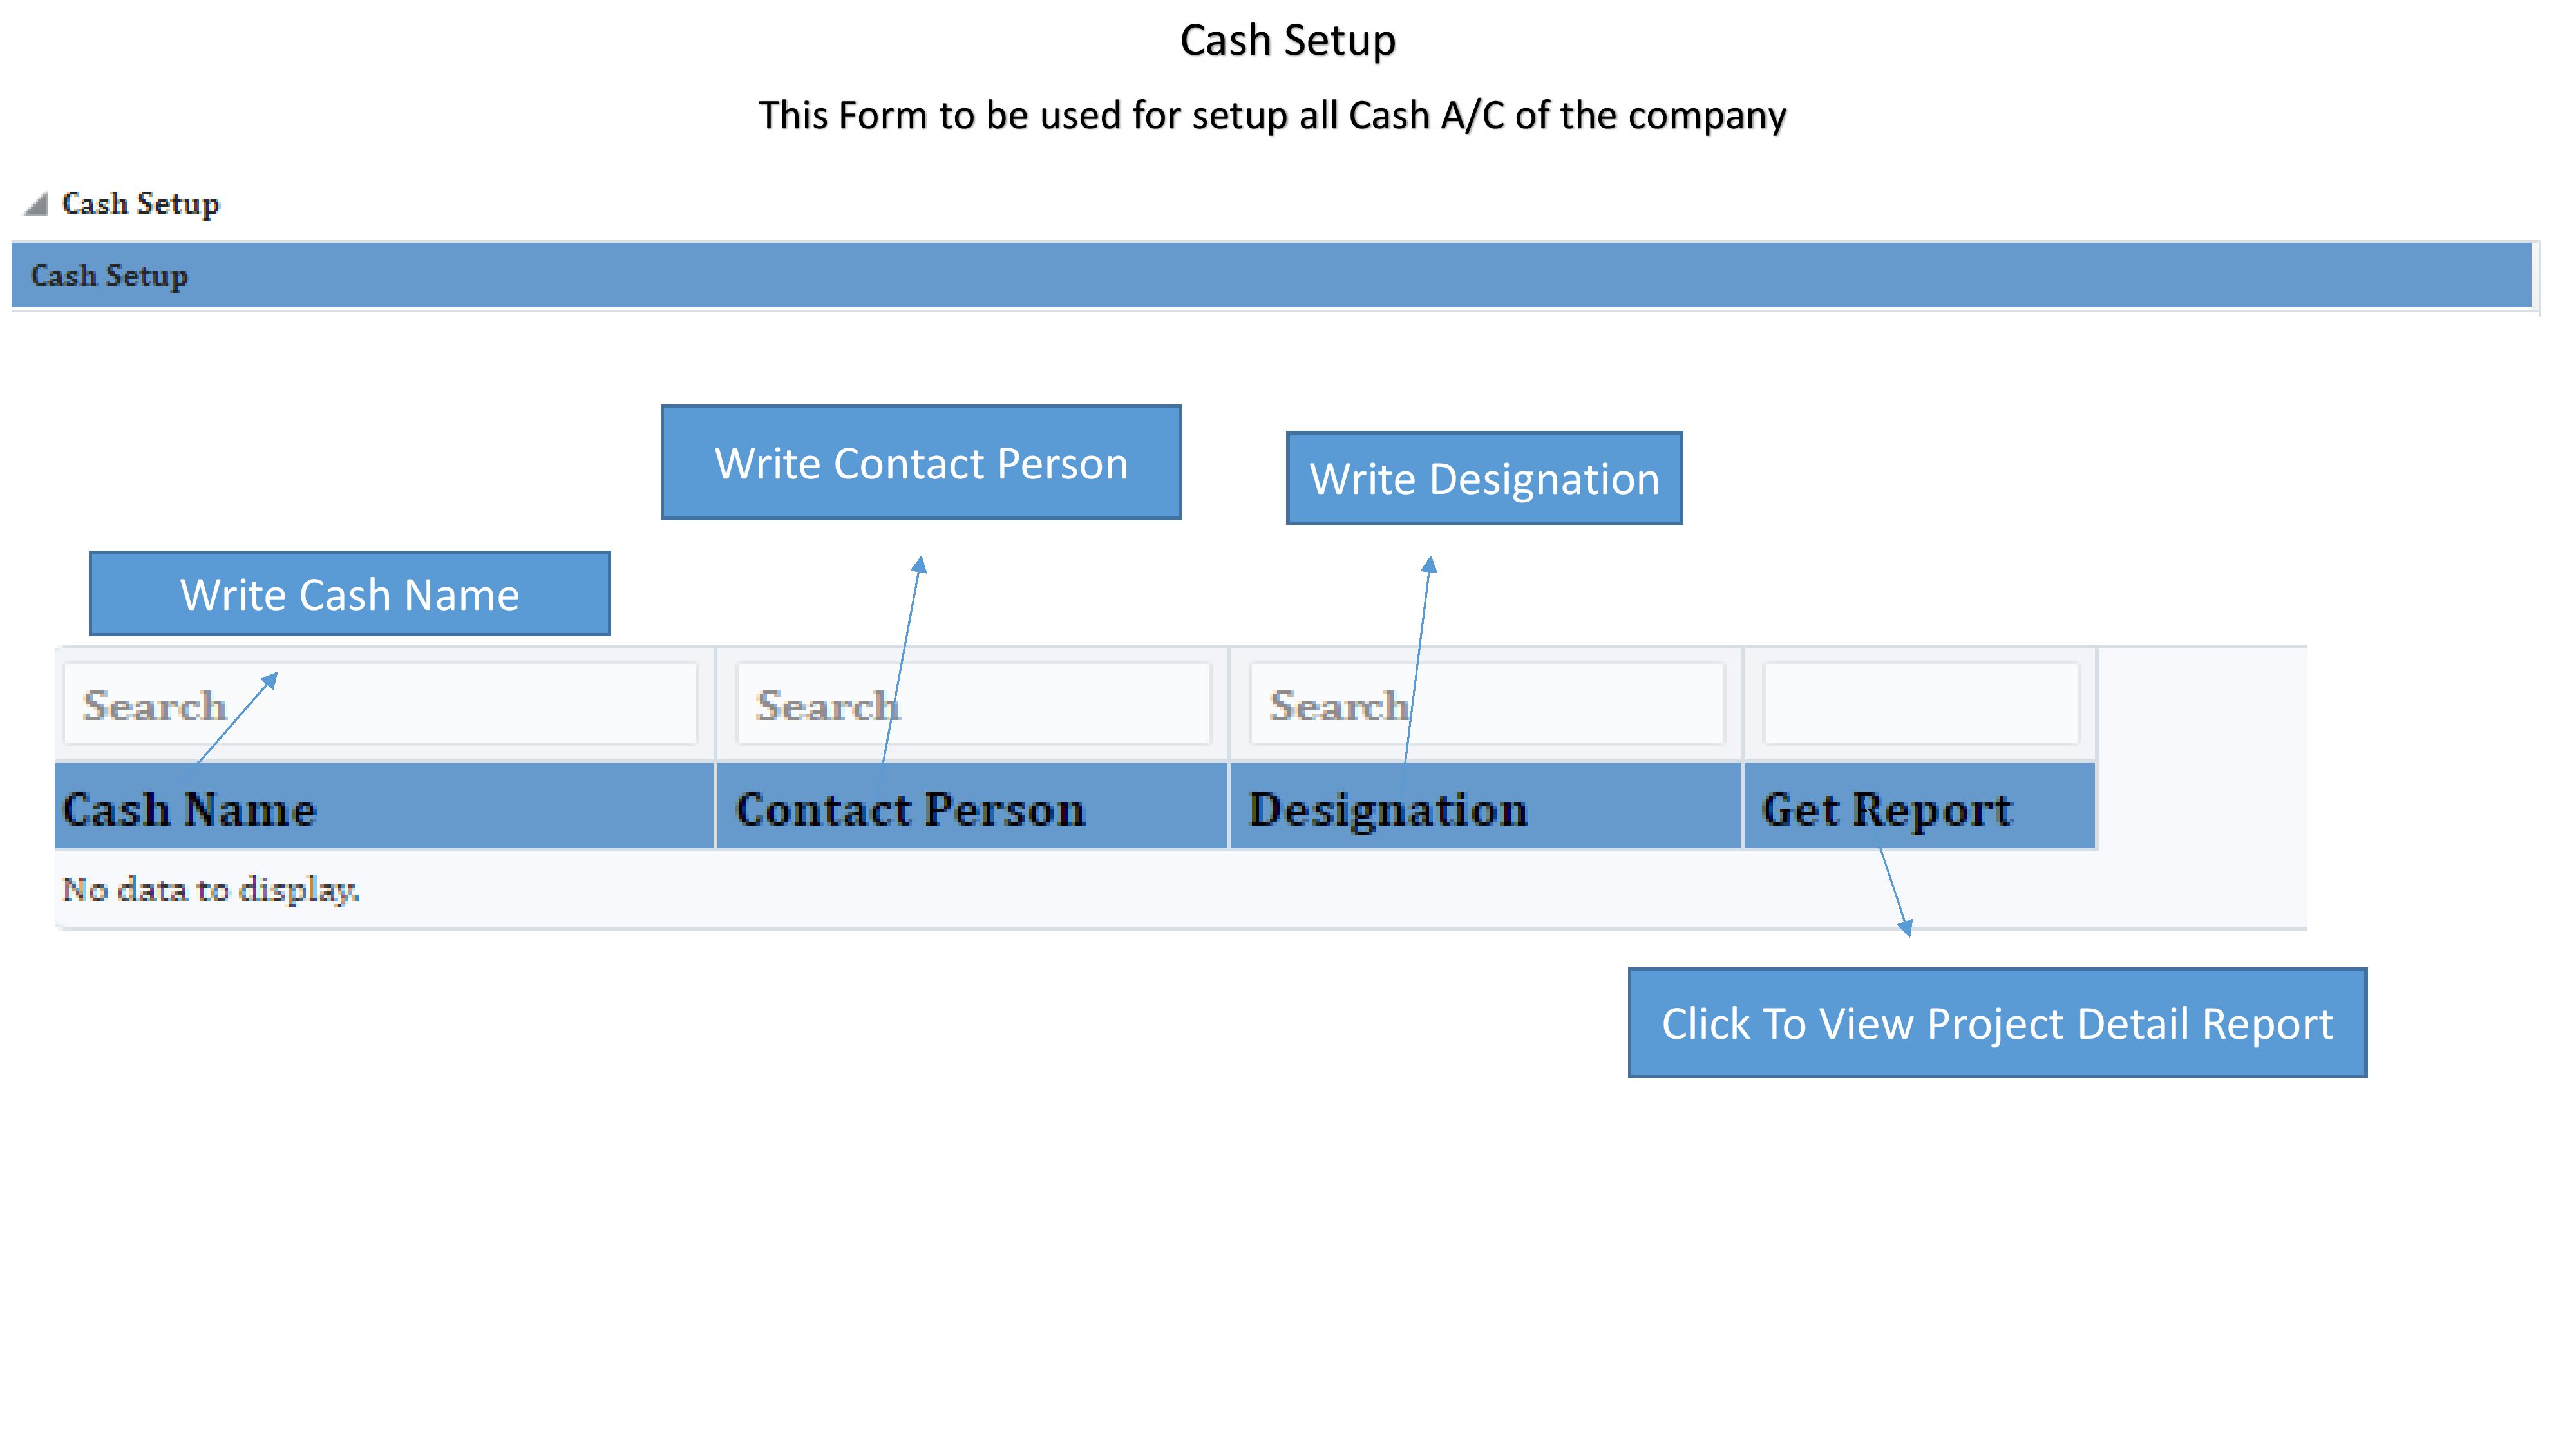 Cash Setup
This Form to be used for setup all Cash A/C of the company
Cash Setup
Cash Setup
Write Contact Person
Write Designation
Write Cash Name
Search Search Search
Cash Name Contact Person Designation Get Report
No data to display.
Click To View Project Detail Report